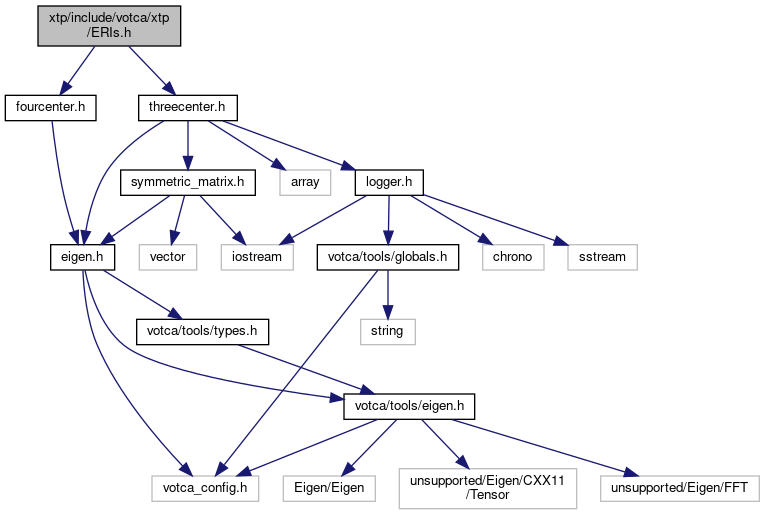 xtp/include/votca/xtp
/ERIs.h
fourcenter.h
threecenter.h
symmetric_matrix.h
array
logger.h
eigen.h
vector
iostream
votca/tools/globals.h
chrono
sstream
votca/tools/types.h
string
votca/tools/eigen.h
votca_config.h
Eigen/Eigen
unsupported/Eigen/CXX11
/Tensor
unsupported/Eigen/FFT